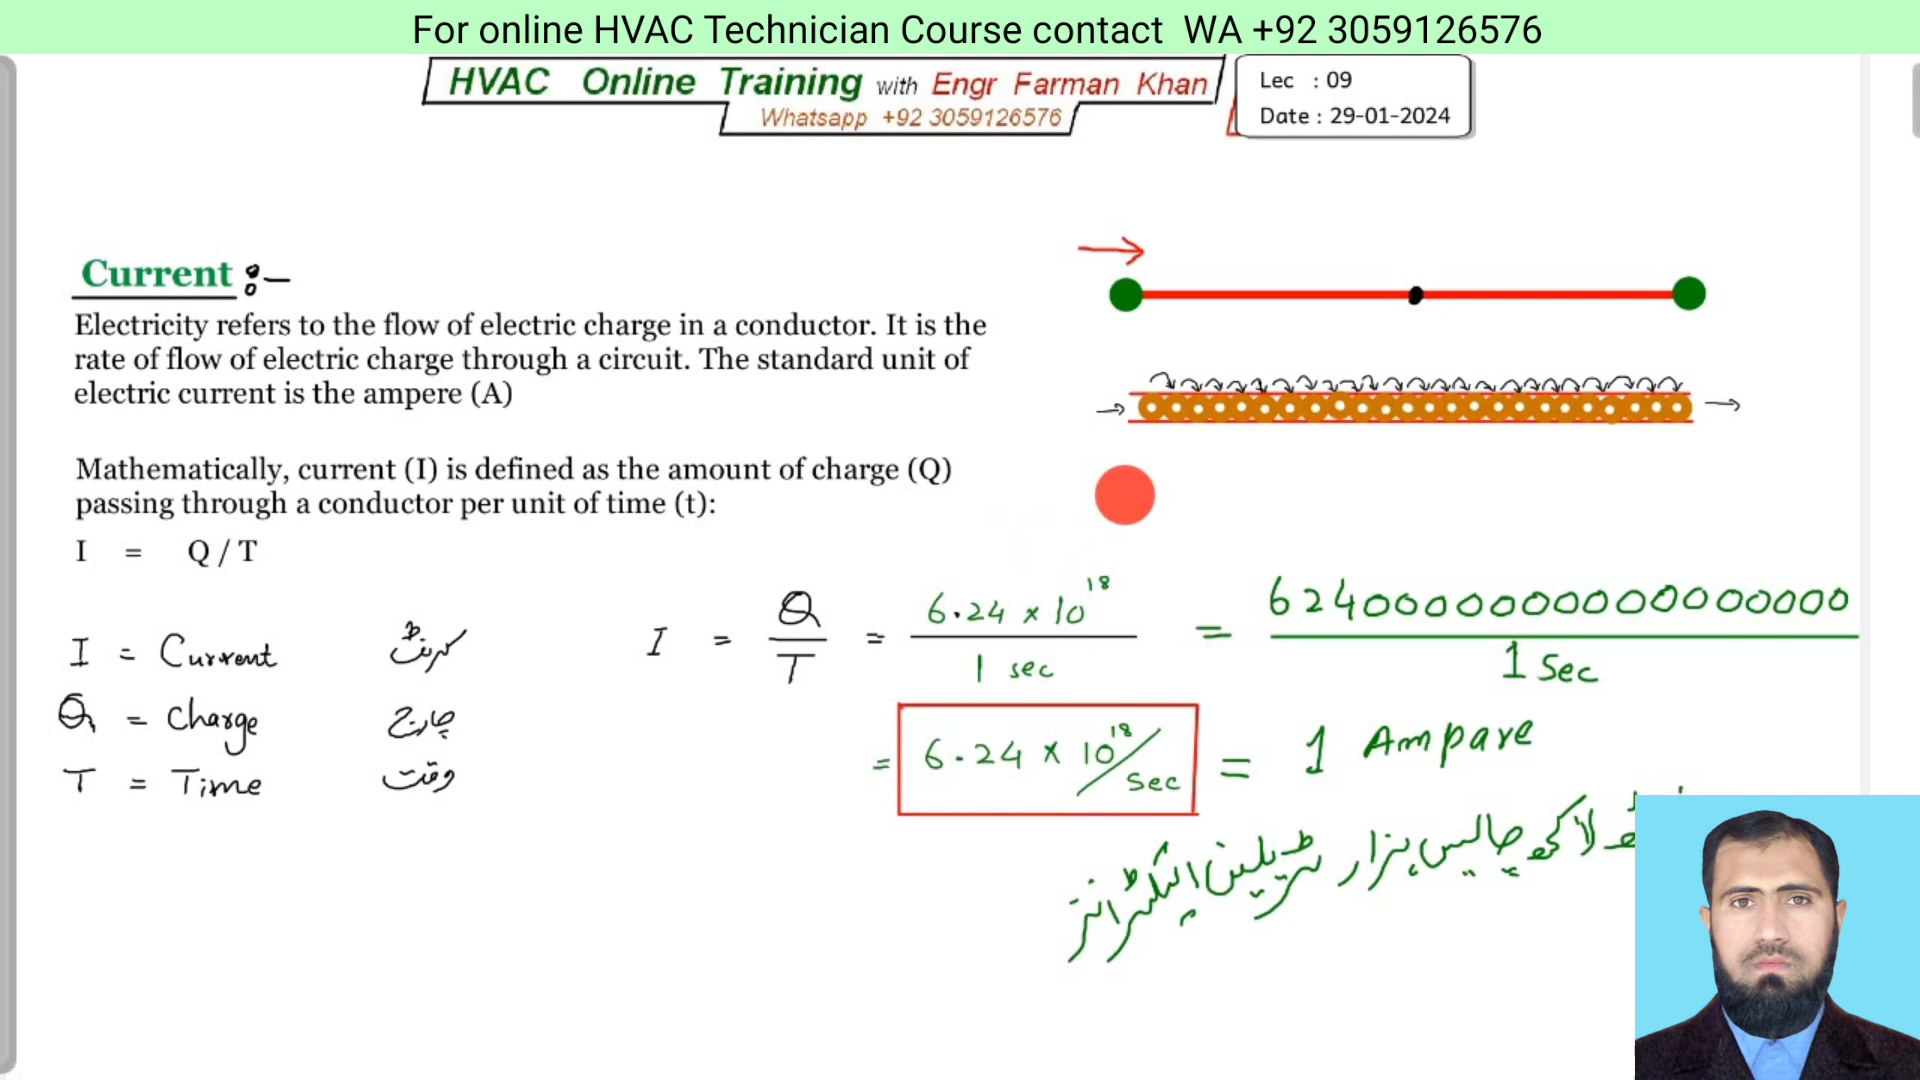 For online HVAC Technician Course contact WA +92 3059126576
HVAC Online Training with Engr Farman Khan
Whatsapp +92 3059126576
Lec : 09
Date : 29-01-2024
Current :-
Electricity refers to the flow of electric charge in a conductor. It is the
rate of flow of electric charge through a circuit. The standard unit of
electric current is the ampere (A)
Mathematically, current (I) is defined as the amount of charge (Q)
passing through a conductor per unit of time (t):
I = Q / T
I = Current کرنٹ
Q = Charge چارج
T = Time وقت
I = Q / T = 6.24 x 10^18 / 1 sec = 6240000000000000000 / 1 Sec
= 6.24 x 10^18 / Sec = 1 Ampare
لاکھ چالیس ہزار ٹریلین الیکٹرانز